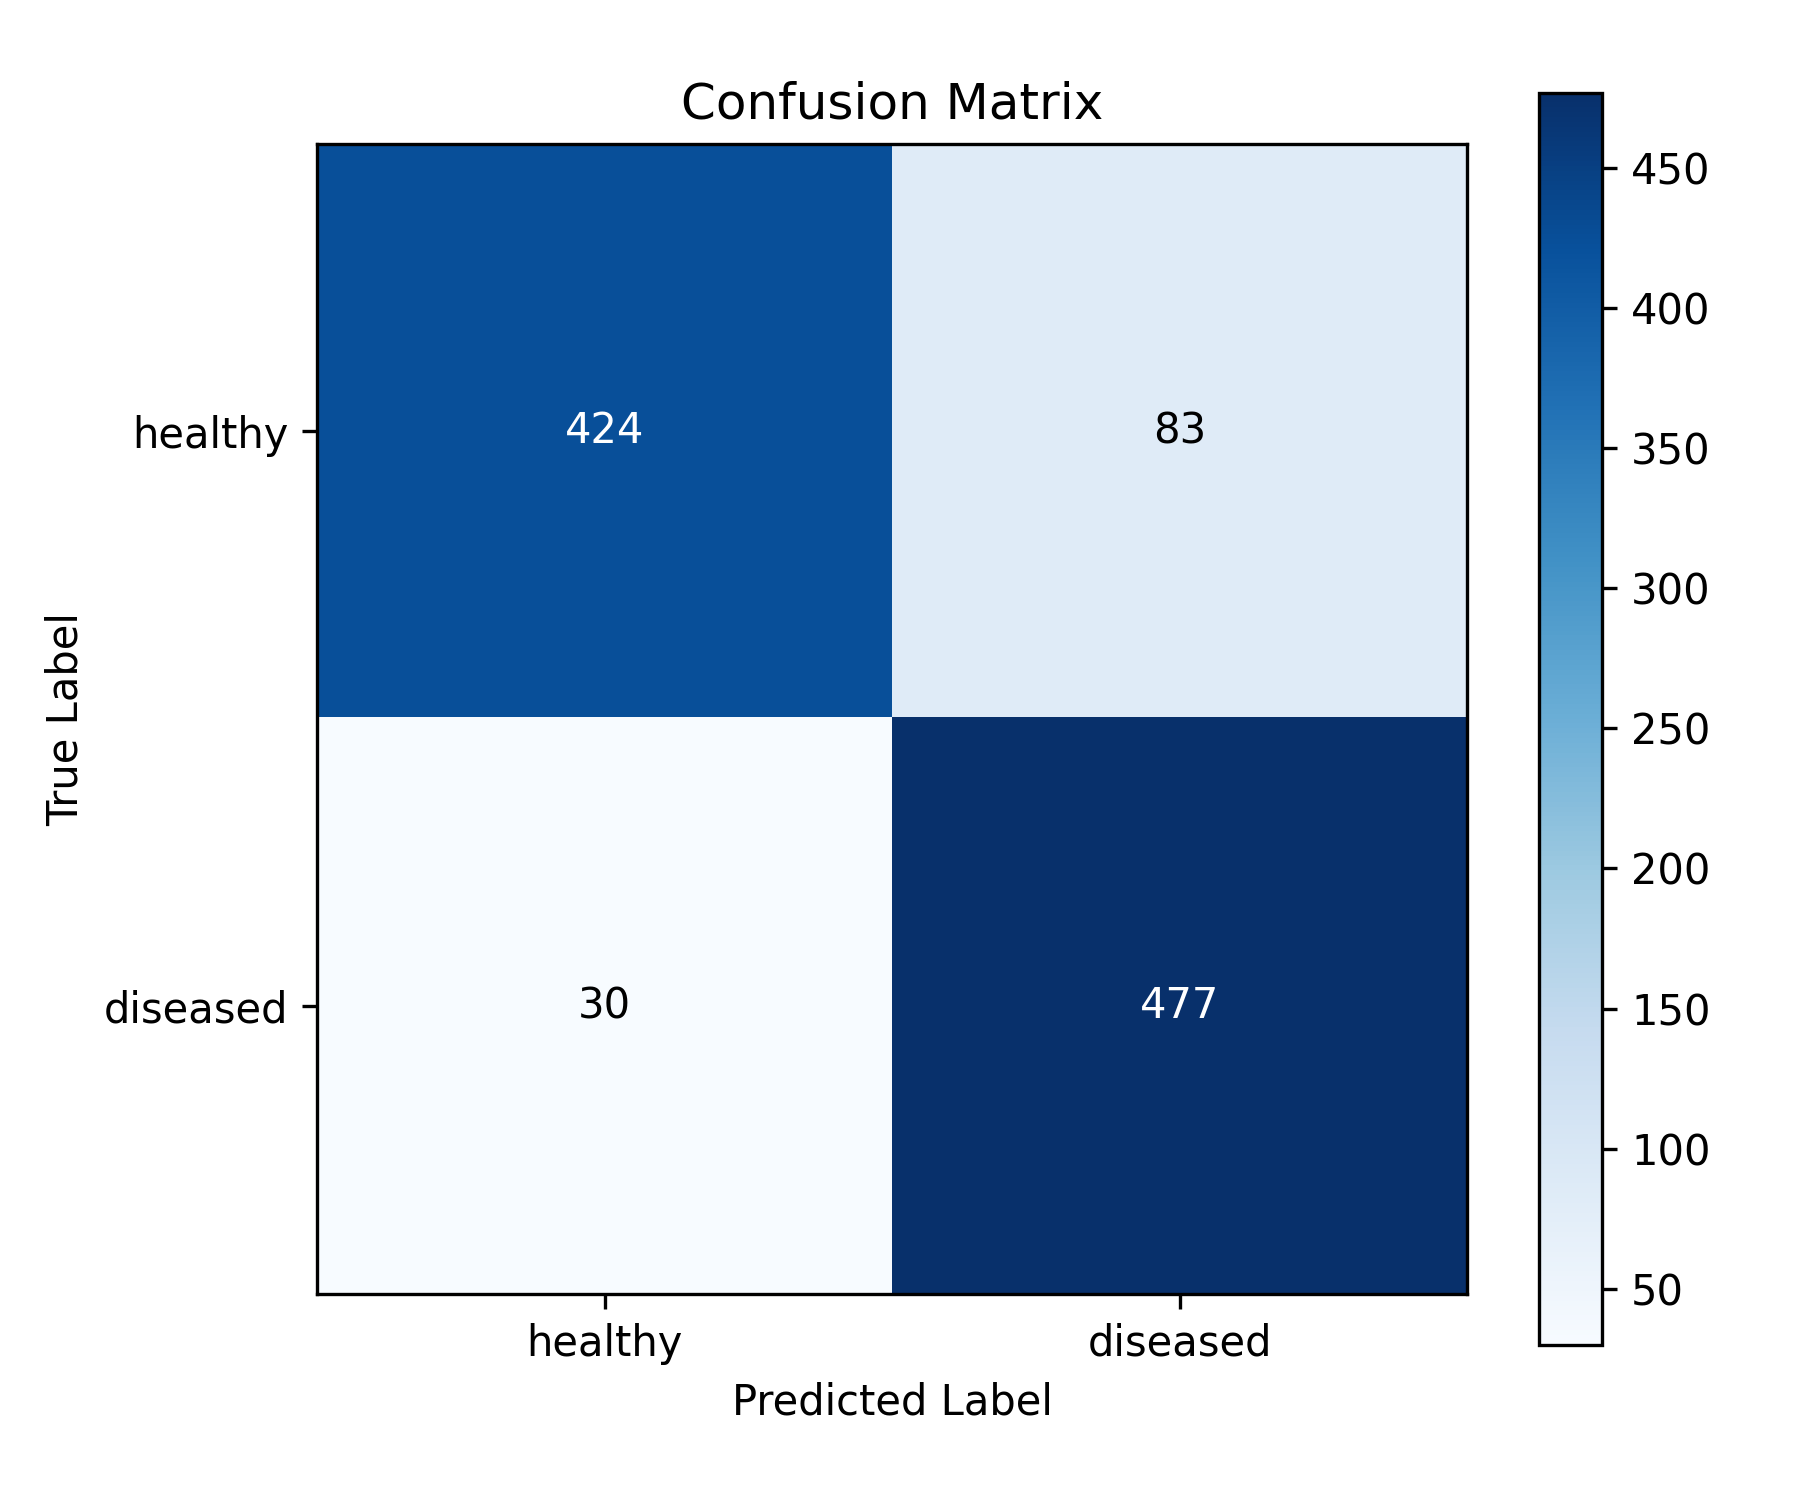 Confusion Matrix
True Label
healthy
diseased
424
83
30
477
healthy
diseased
Predicted Label
450
400
350
300
250
200
150
100
50